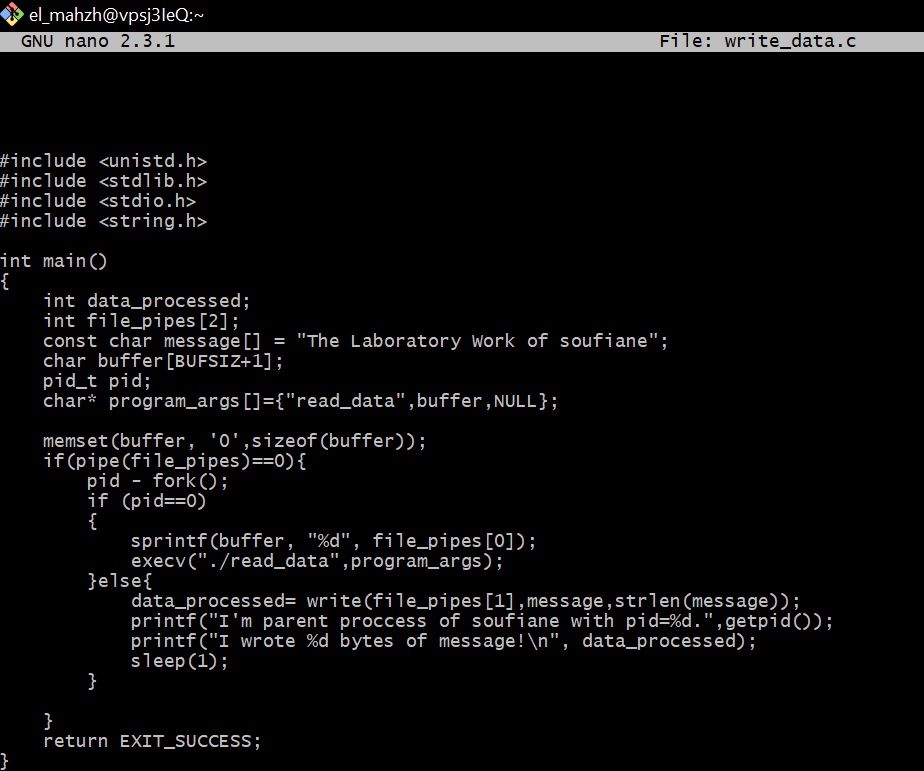 el_mahzh@vpsj3IeQ:~
GNU nano 2.3.1 File: write_data.c
#include <unistd.h>
#include <stdlib.h>
#include <stdio.h>
#include <string.h>
int main()
{
    int data_processed;
    int file_pipes[2];
    const char message[] = "The Laboratory Work of soufiane";
    char buffer[BUFSIZ+1];
    pid_t pid;
    char* program_args[]={"read_data",buffer,NULL};
    memset(buffer, '0',sizeof(buffer));
    if(pipe(file_pipes)==0){
        pid - fork();
        if (pid==0)
        {
            sprintf(buffer, "%d", file_pipes[0]);
            execv("./read_data",program_args);
        }else{
            data_processed= write(file_pipes[1],message,strlen(message));
            printf("I'm parent proccess of soufiane with pid=%d.",getpid());
            printf("I wrote %d bytes of message!\n", data_processed);
            sleep(1);
        }
    }
    return EXIT_SUCCESS;
}